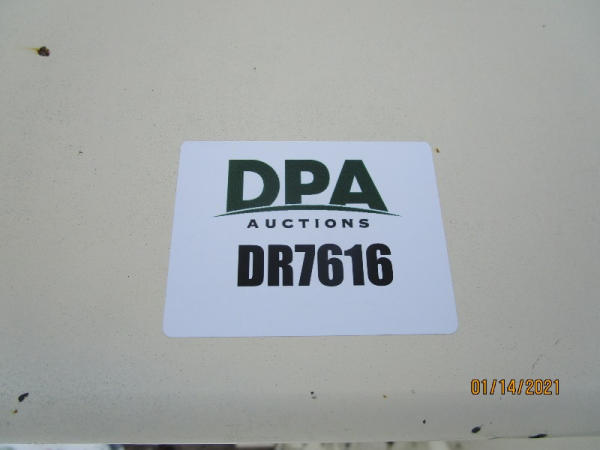 DPA
AUCTIONS
DR7616
01/14/2021